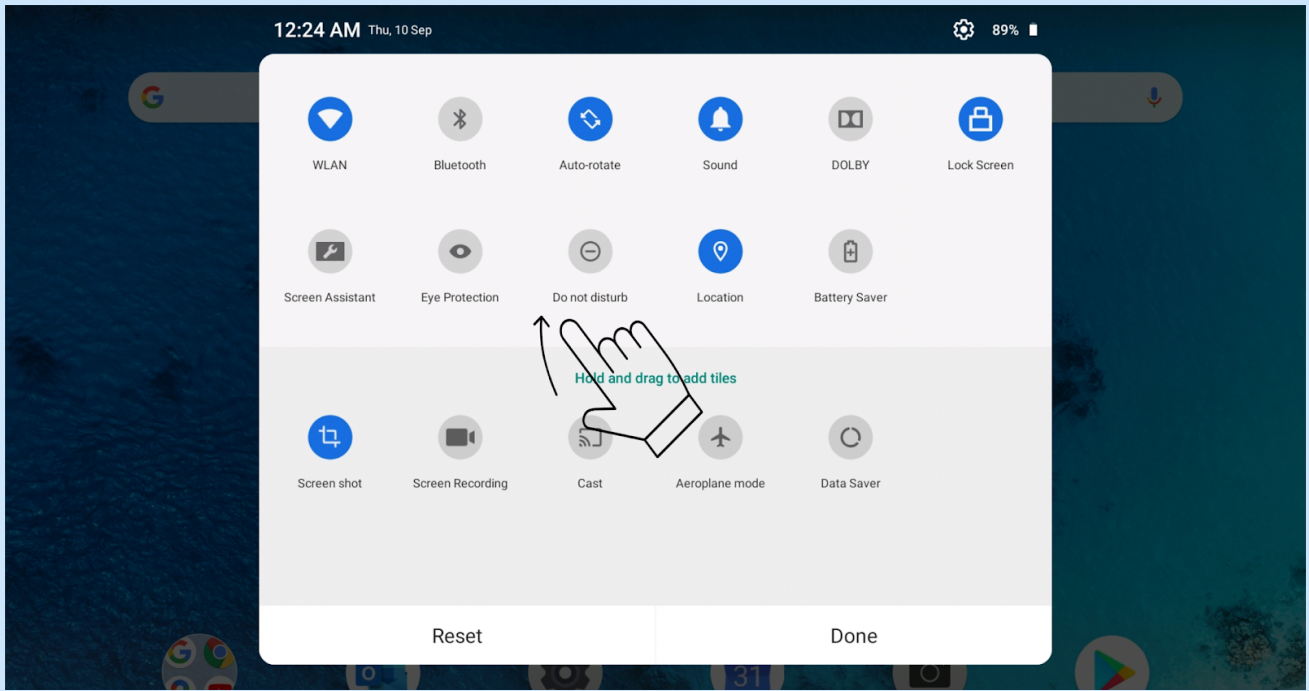 12:24 AM Thu, 10 Sep 89%
WLAN Bluetooth Auto-rotate Sound DOLBY Lock Screen
Screen Assistant Eye Protection Do not disturb Location Battery Saver
Hold and drag to add tiles
Screen shot Screen Recording Cast Aeroplane mode Data Saver
Reset Done
31